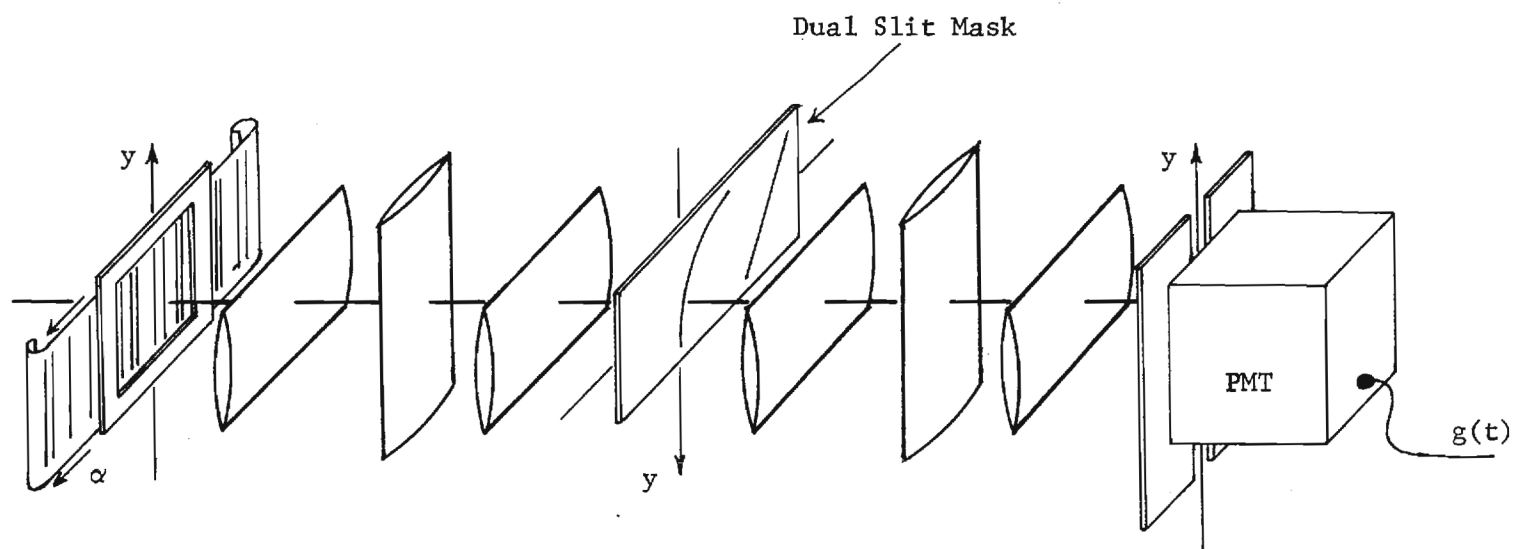 Dual Slit Mask
y
y
y
α
PMT
g(t)